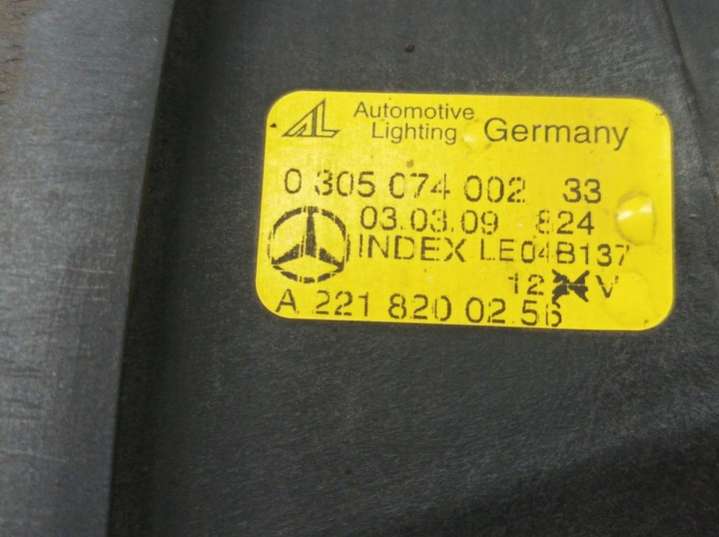 AL Automotive
Lighting Germany
0 305 074 002 33
03.03.09 824
INDEX LE04B137
12 V
A 221 820 02 56